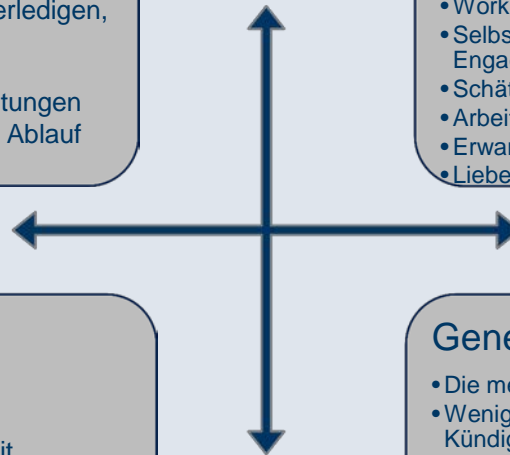 erledigen,
tungen
Ablauf
• Work
• Selbs
Enga
• Schät
• Arbei
• Erwar
• Liebe
it
Gene
• Die me
• Wenig
Kündig